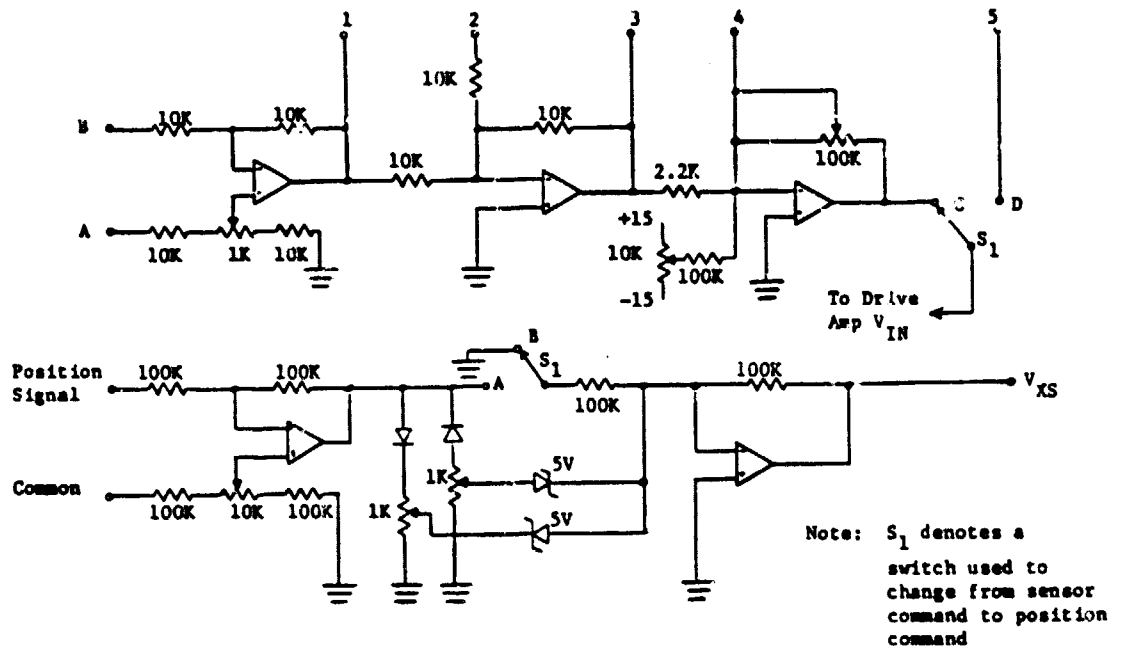 1 2 3 4 5
10K
B 10K 10K 10K
10K 2.2K 100K
+15 C D
A 10K 1K 10K 10K 100K S1
-15
To Drive
Amp VIN
B
Position 100K 100K S1 100K
Signal A 100K VXS
5V
1K
Common 5V
100K 10K 100K 1K
Note: S1 denotes a
switch used to
change from sensor
command to position
command